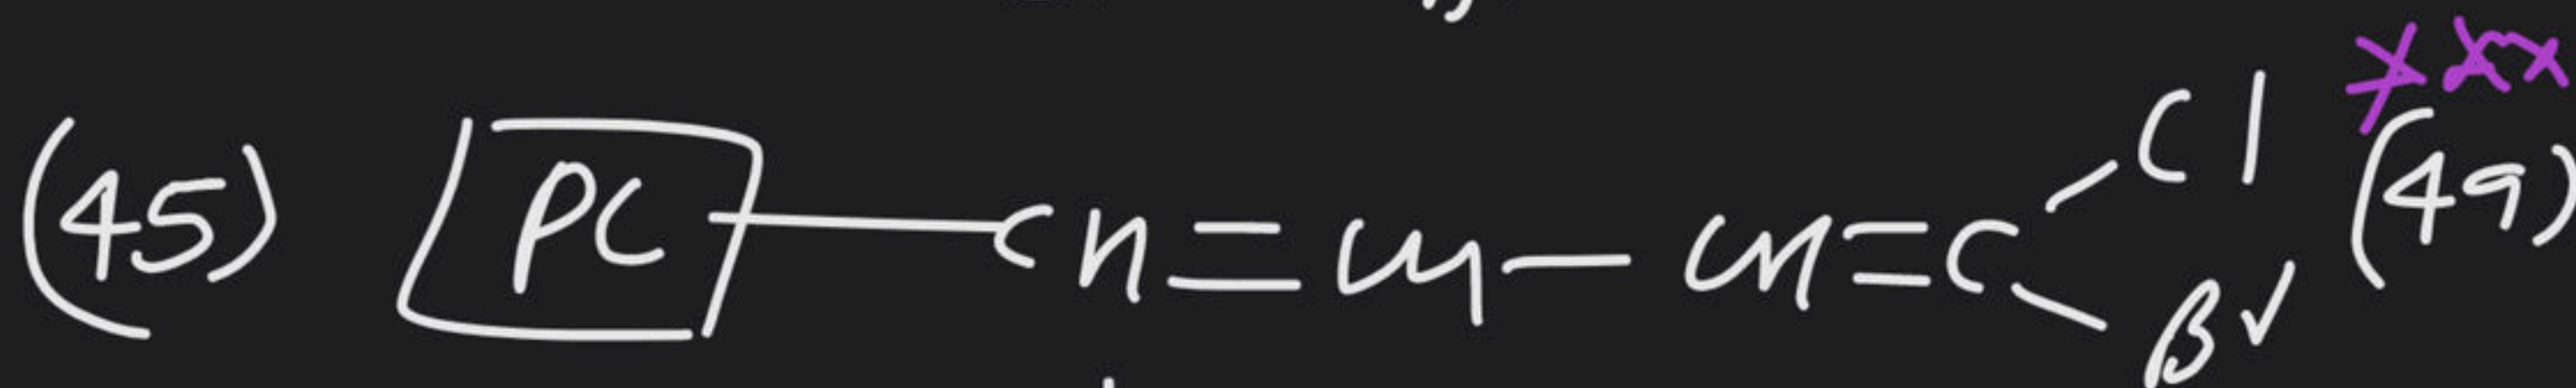 (45) PC — CH = CH — CH = C Cl Br (49)